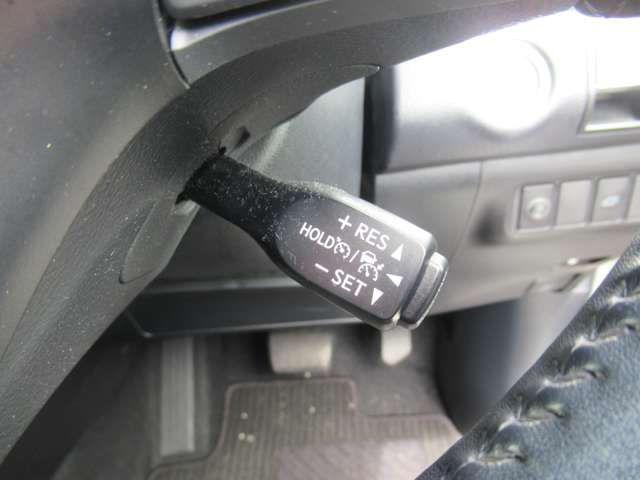 + RES ▲
HOLD / ◀
− SET ▼